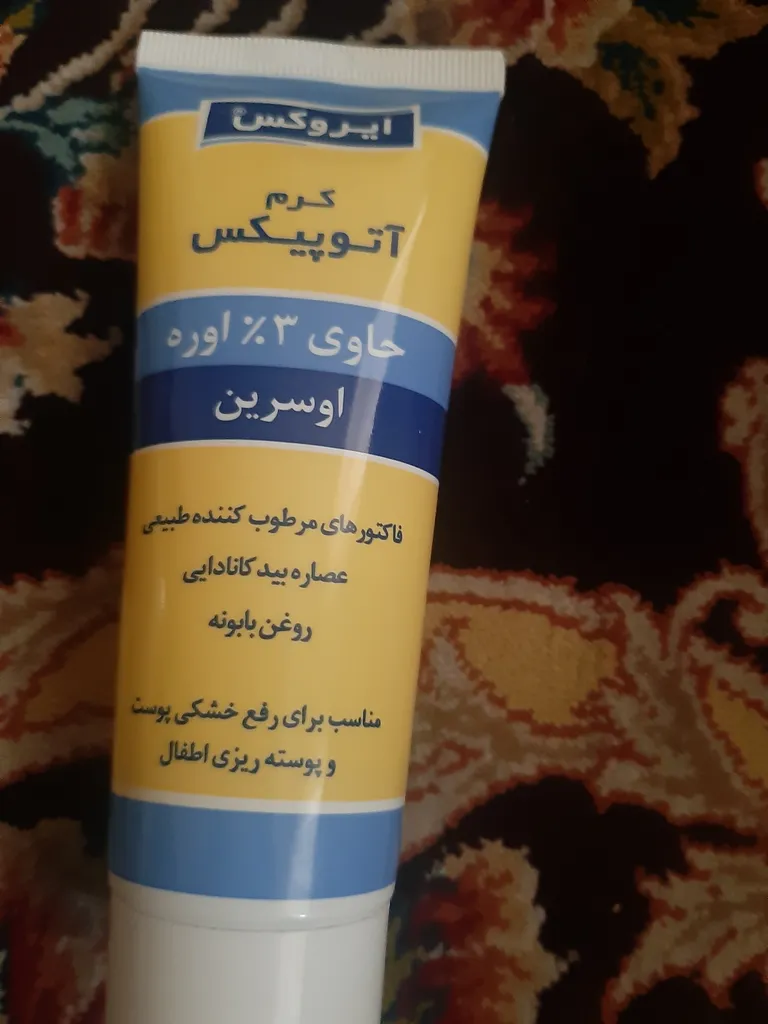 ایروکس®
کرم
آتوپیکس
حاوی ۳٪ اوره
اوسرین
فاکتورهای مرطوب کننده طبیعی
عصاره بید کانادایی
روغن بابونه
مناسب برای رفع خشکی پوست
و پوسته ریزی اطفال